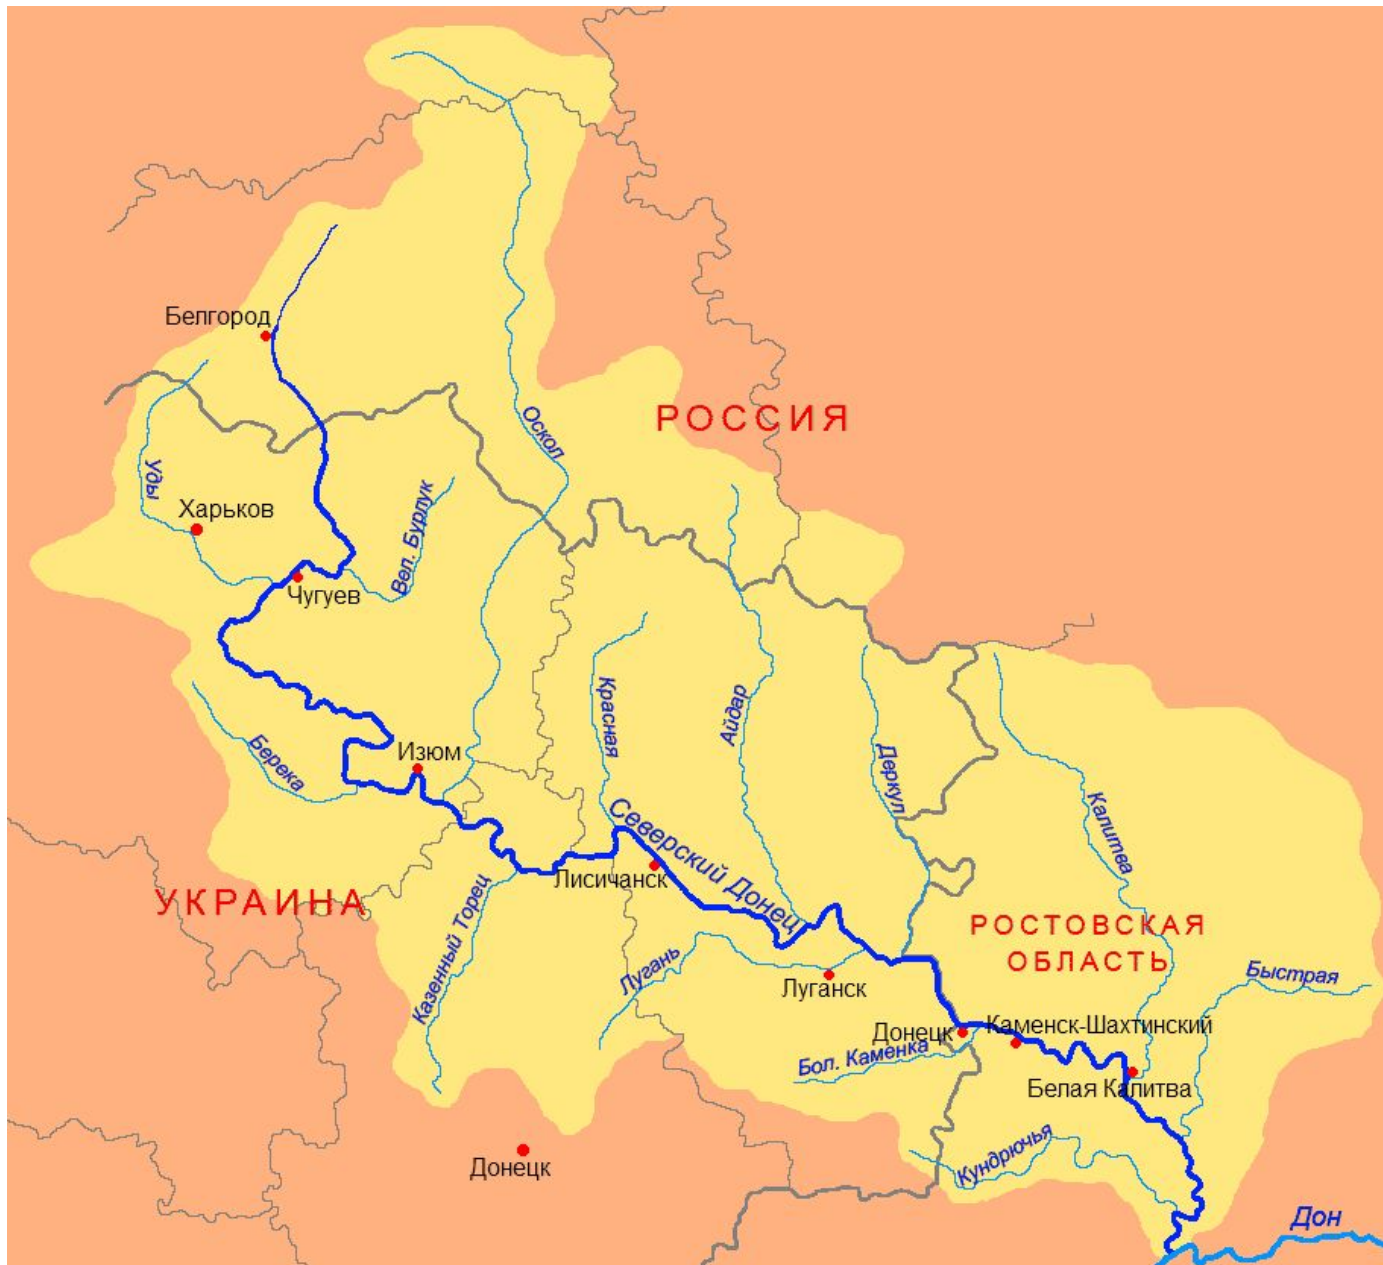 Белгород
Оскол
РОССИЯ
Уды
Харьков
Вел. Бурлук
Чугуев
Красная
Айдар
Берека
Изюм
Деркул
Калитва
Северский Донец
Лисичанск
УКРАИНА
Казенный Торец
РОСТОВСКАЯ
ОБЛАСТЬ
Лугань
Луганск
Быстрая
Донецк
Каменск-Шахтинский
Бол. Каменка
Белая Калитва
Кундрючья
Донецк
Дон